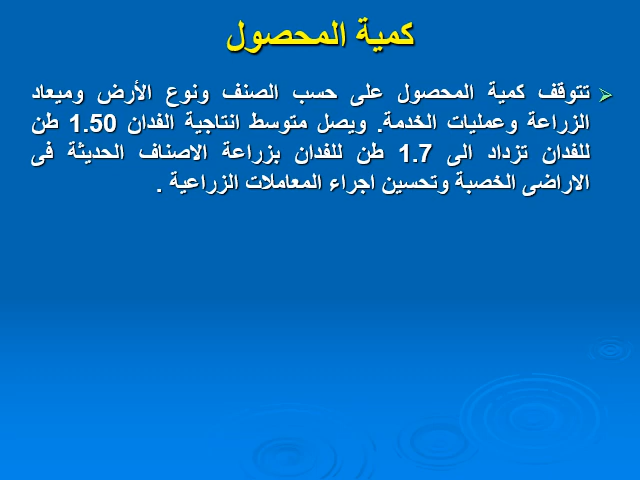 كمية المحصول
تتوقف كمية المحصول على حسب الصنف ونوع الأرض وميعاد
الزراعة وعمليات الخدمة. ويصل متوسط انتاجية الفدان 1.50 طن
للفدان تزداد الى 1.7 طن للفدان بزراعة الاصناف الحديثة فى
الاراضى الخصبة وتحسين اجراء المعاملات الزراعية .